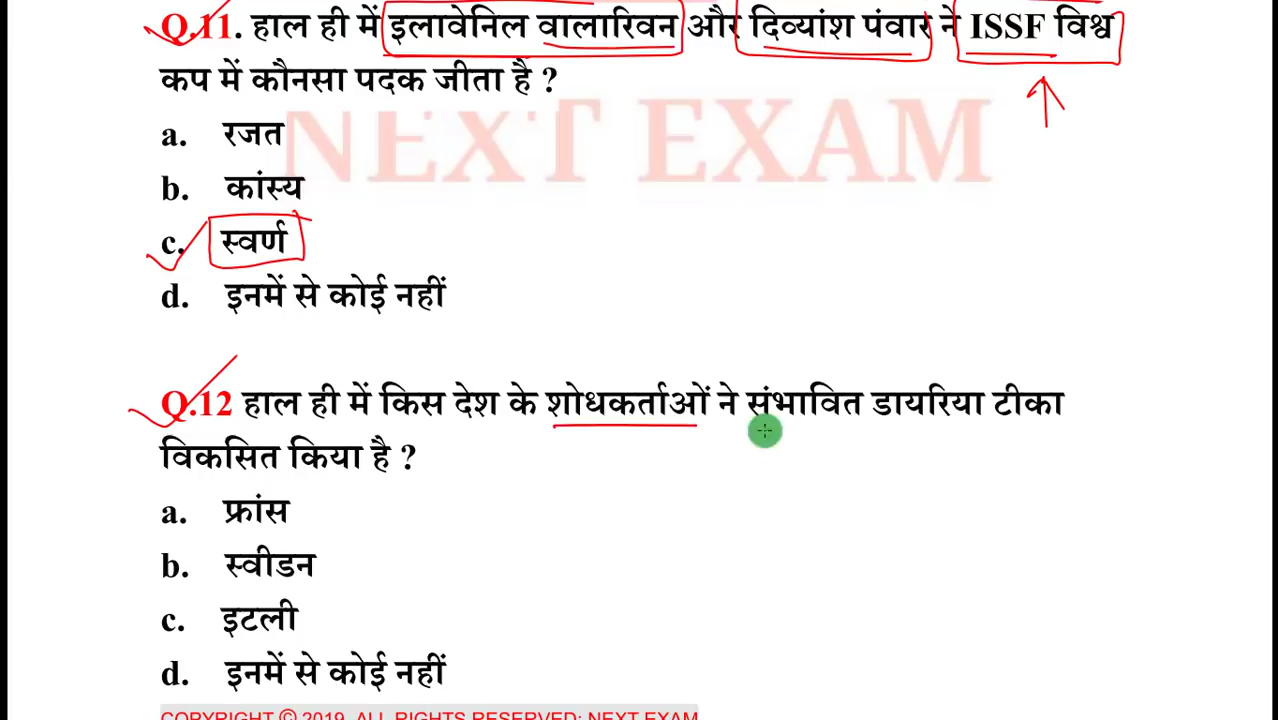 Q.11. हाल ही में इलावेनिल वालारिवन और दिव्यांश पंवार ने ISSF विश्व
कप में कौनसा पदक जीता है ?
NEXT EXAM
a. रजत
b. कांस्य
c. स्वर्ण
d. इनमें से कोई नहीं
Q.12 हाल ही में किस देश के शोधकर्ताओं ने संभावित डायरिया टीका
विकसित किया है ?
a. फ्रांस
b. स्वीडन
c. इटली
d. इनमें से कोई नहीं
COPYRIGHT © 2019, ALL RIGHTS RESERVED: NEXT EXAM